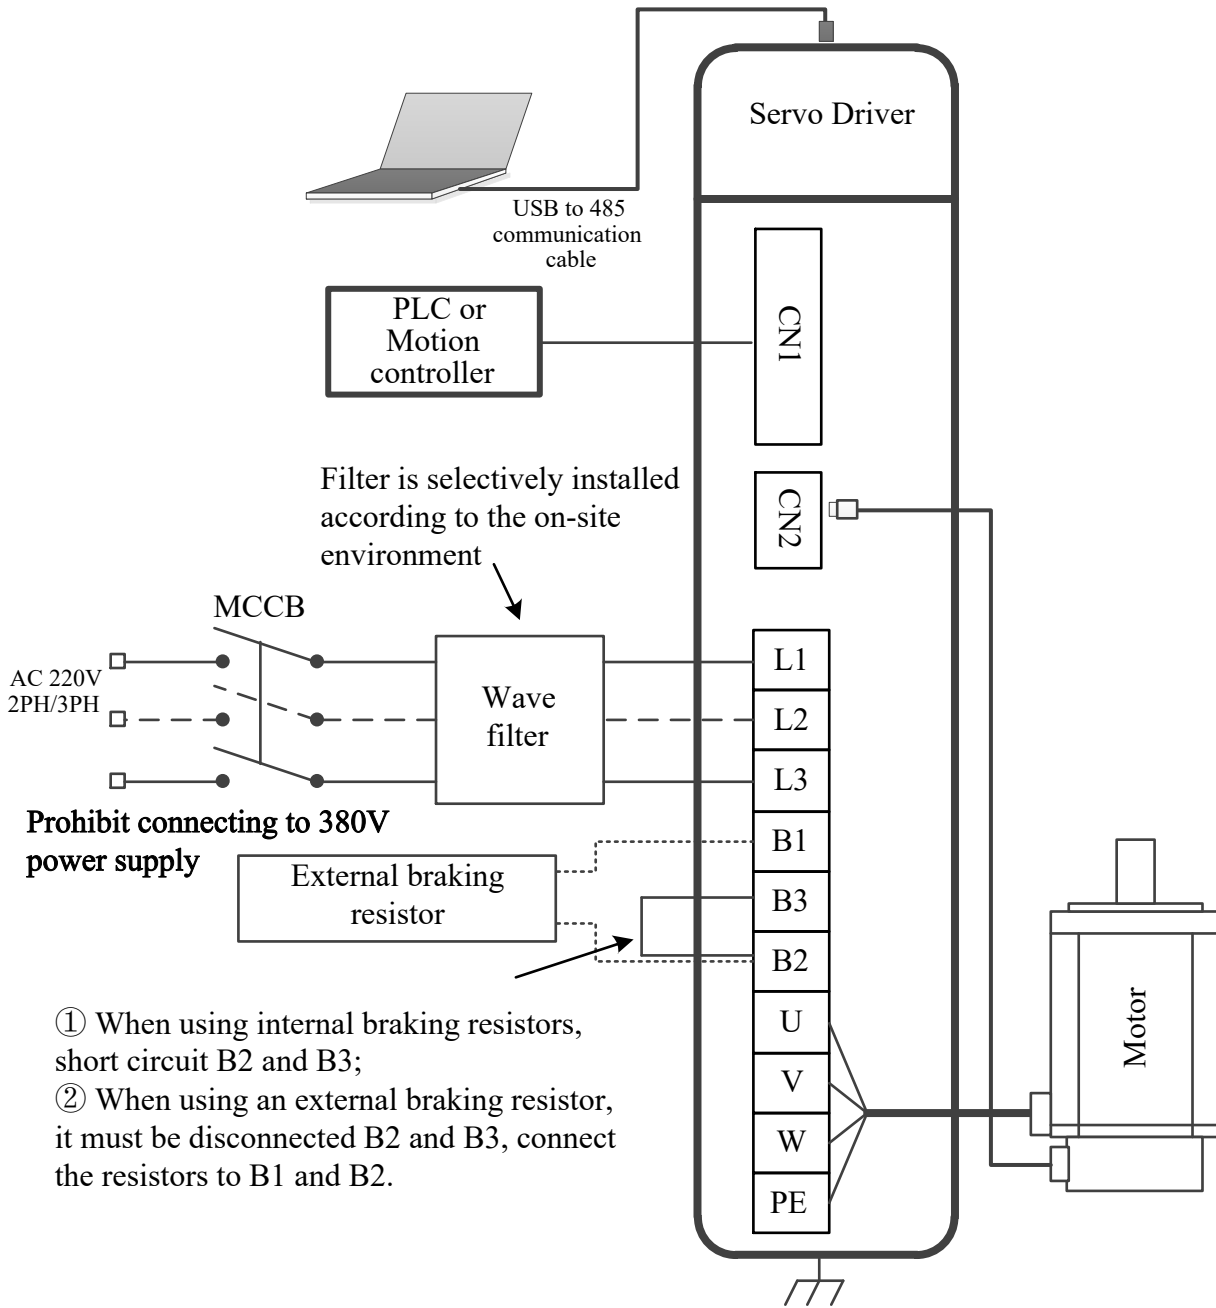 Servo Driver
USB to 485
communication
cable
PLC or
Motion
controller
CN1
Filter is selectively installed
according to the on-site
environment
CN2
MCCB
AC 220V
2PH/3PH
Wave
filter
L1
L2
L3
Prohibit connecting to 380V
power supply
External braking
resistor
B1
B3
B2
① When using internal braking resistors,
short circuit B2 and B3;
② When using an external braking resistor,
it must be disconnected B2 and B3, connect
the resistors to B1 and B2.
U
V
W
PE
Motor